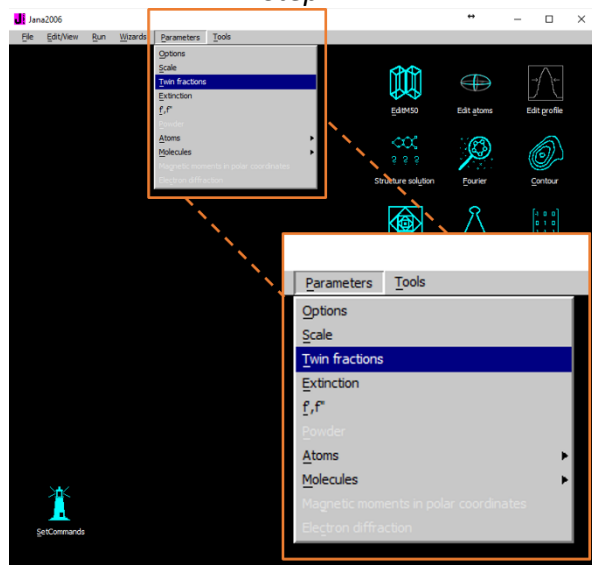 Step
Jana2006
File Edit/View Run Wizards Parameters Tools
Options
Scale
Twin fractions
Extinction
f',f"
Powder
Atoms
Molecules
Magnetic moments in polar coordinates
Electron diffraction
EditM50 Edit atoms Edit profile
? ? ?
Structure solution Fourier Contour
Parameters Tools
Options
Scale
Twin fractions
Extinction
f',f"
Powder
Atoms
Molecules
Magnetic moments in polar coordinates
Electron diffraction
SetCommands